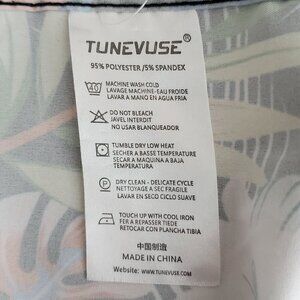 TUNEVUSE®
95% POLYESTER /5% SPANDEX
MACHINE WASH COLD
LAVAGE MACHINE-EAU FROIDE
LAVAR A MANO EN AGUA FRIA
DO NOT BLEACH
JAVEL INTERDIT
NO USAR BLANQUEADOR
TUMBLE DRY LOW HEAT
SECHER A BASSE TEMPERATURE
SECAR A MAQUINA A BAJA
TEMPERATURA
DRY CLEAN - DELICATE CYCLE
NETTOYAGE A SEC FRAGILE
LAVAR EN SECO CICLO SUAVE
TOUCH UP WITH COOL IRON
FER A REPASSE TIEDE
RETOCAR CON PLANCHA TIBIA
中国制造
MADE IN CHINA
Website: WWW.TUNEVUSE.COM